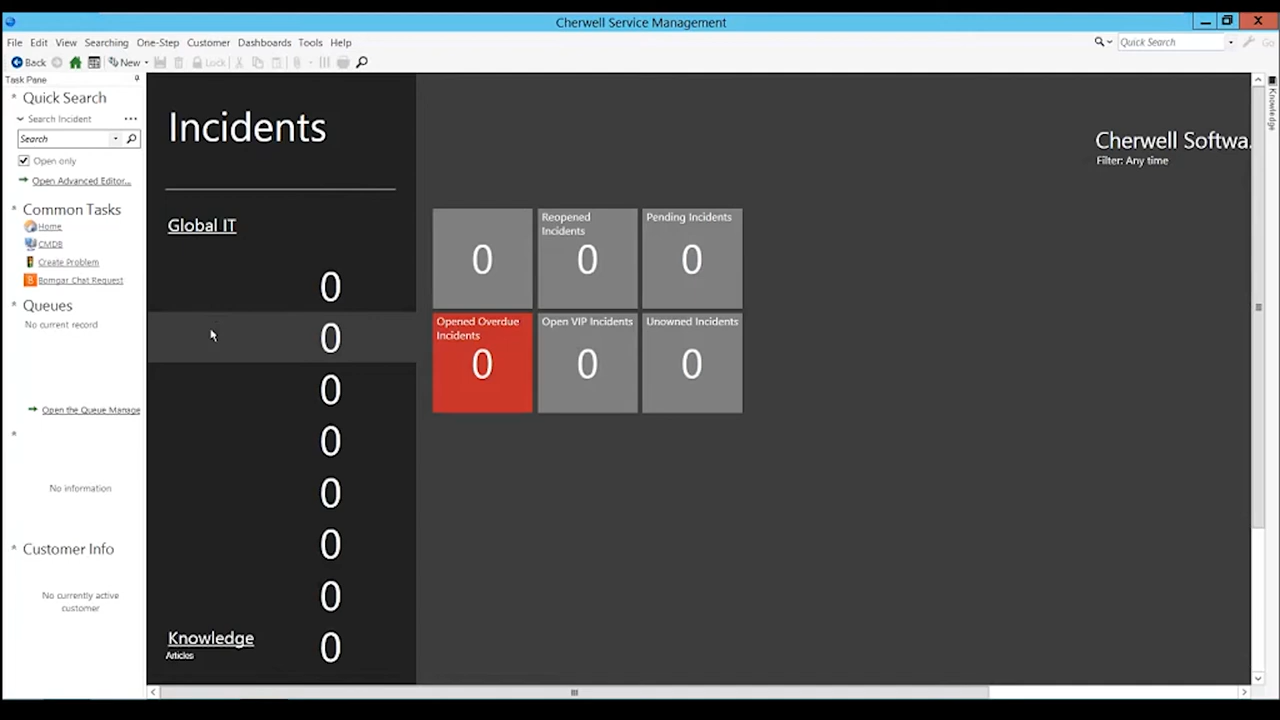 Cherwell Service Management
File Edit View Searching One-Step Customer Dashboards Tools Help
Quick Search
Go
Back
New
Lock
Task Pane
Quick Search
Search Incident
Search
Open only
Open Advanced Editor...
Common Tasks
Home
CMDB
Create Problem
Bomgar Chat Request
Queues
No current record
Open the Queue Manage
No information
Customer Info
No currently active
customer
Incidents
Global IT
0
0
0
0
0
0
0
Knowledge
Articles
0
0
Reopened
Incidents
0
Pending Incidents
0
Opened Overdue
Incidents
0
Open VIP Incidents
0
Unowned Incidents
0
Cherwell Softwa.
Filter: Any time
Knowledge